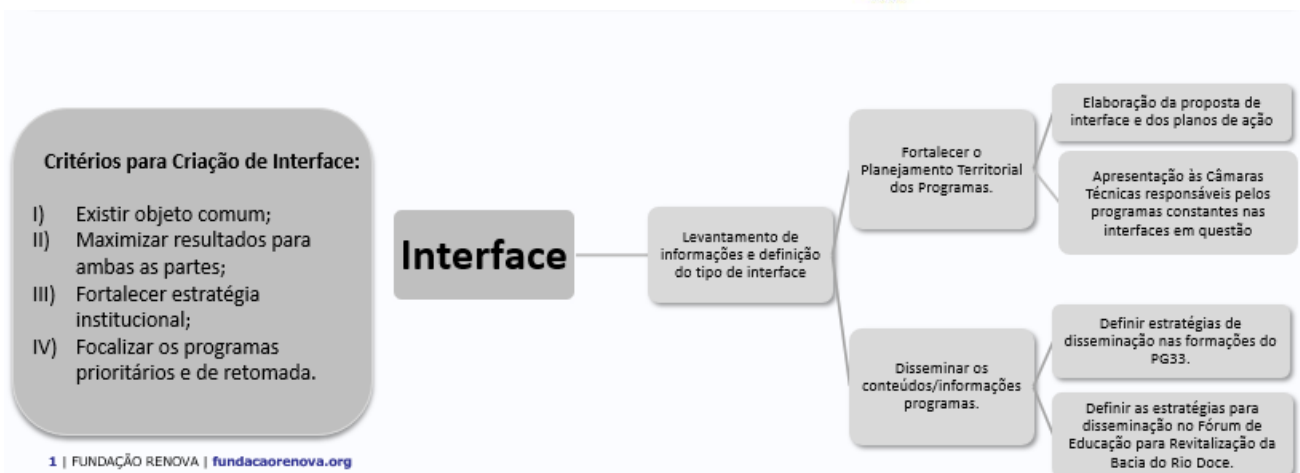 Critérios para Criação de Interface:
I) Existir objeto comum;
II) Maximizar resultados para
ambas as partes;
III) Fortalecer estratégia
institucional;
IV) Focalizar os programas
prioritários e de retomada.
Interface
Levantamento de
informações e definição
do tipo de interface
Fortalecer o
Planejamento Territorial
dos Programas.
Elaboração da proposta de
interface e dos planos de ação
Apresentação às Câmaras
Técnicas responsáveis pelos
programas constantes nas
interfaces em questão
Disseminar os
conteúdos/informações
programas.
Definir estratégias de
disseminação nas formações do
PG33.
Definir as estratégias para
disseminação no Fórum de
Educação para Revitalização da
Bacia do Rio Doce.
1 | FUNDAÇÃO RENOVA | fundacaorenova.org